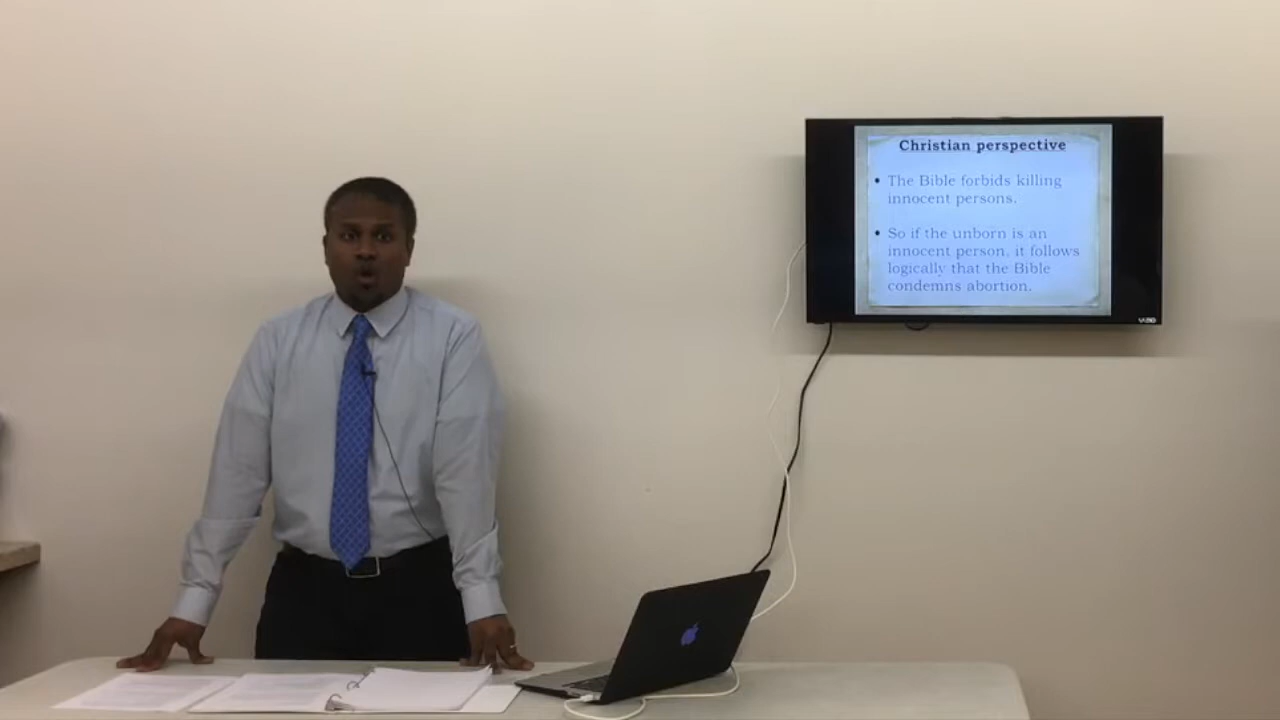 Christian perspective
• The Bible forbids killing
innocent persons.
• So if the unborn is an
innocent person, it follows
logically that the Bible
condemns abortion.
VIZIO